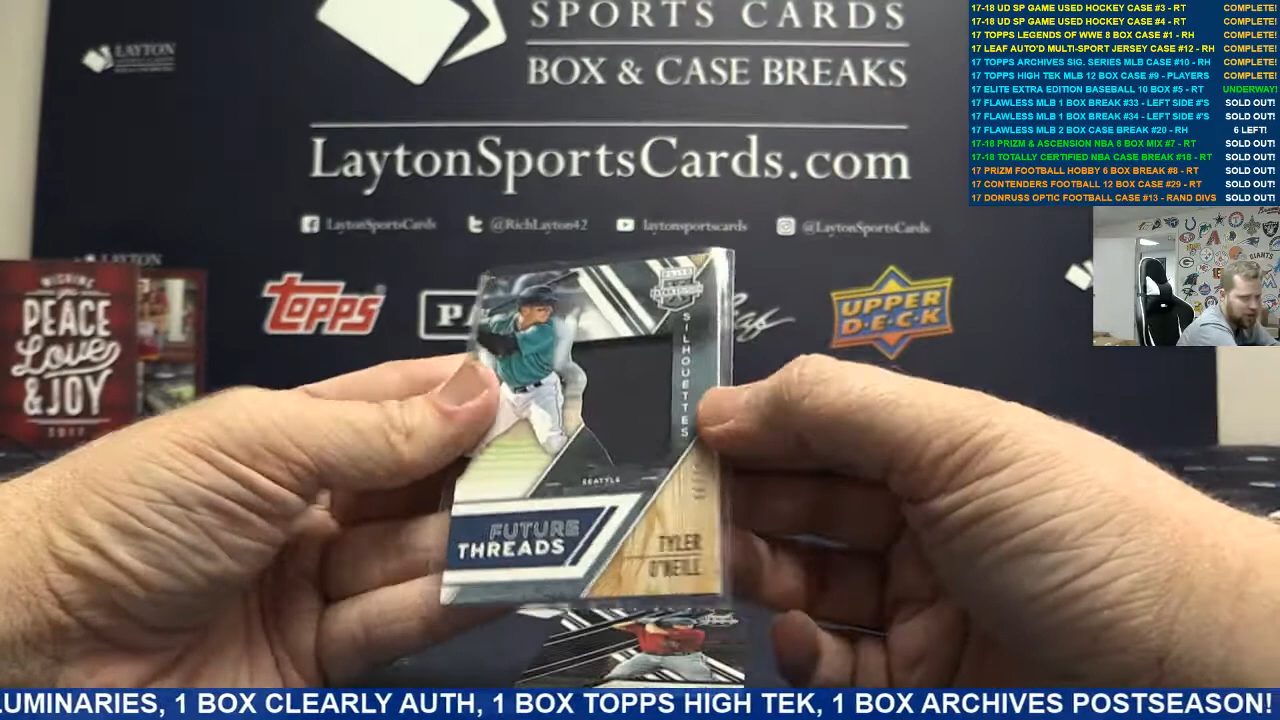 SPORTS CARDS
BOX & CASE BREAKS
LaytonSportsCards.com
LaytonSportsCards
@RichLayton42
laytonsportscards
@LaytonSportsCards
LAYTON
LAYTON
17-18 UD SP GAME USED HOCKEY CASE #3 - RT COMPLETE!
17-18 UD SP GAME USED HOCKEY CASE #4 - RT COMPLETE!
17 TOPPS LEGENDS OF WWE 8 BOX CASE #1 - RH COMPLETE!
17 LEAF AUTO'D MULTI-SPORT JERSEY CASE #12 - RH COMPLETE!
17 TOPPS ARCHIVES SIG. SERIES MLB CASE #10 - RH COMPLETE!
17 TOPPS HIGH TEK MLB 12 BOX CASE #9 - PLAYERS COMPLETE!
17 ELITE EXTRA EDITION BASEBALL 10 BOX #5 - RT UNDERWAY!
17 FLAWLESS MLB 1 BOX BREAK #33 - LEFT SIDE #'S SOLD OUT!
17 FLAWLESS MLB 1 BOX BREAK #34 - LEFT SIDE #'S SOLD OUT!
17 FLAWLESS MLB 2 BOX CASE BREAK #20 - RH 6 LEFT!
17-18 PRIZM & ASCENSION NBA 6 BOX MIX #7 - RT SOLD OUT!
17-18 TOTALLY CERTIFIED NBA CASE BREAK #18 - RT SOLD OUT!
17 PRIZM FOOTBALL HOBBY 6 BOX BREAK #8 - RT SOLD OUT!
17 CONTENDERS FOOTBALL 12 BOX CASE #29 - RT SOLD OUT!
17 DONRUSS OPTIC FOOTBALL CASE #13 - RAND DIVS SOLD OUT!
GIANTS
WISHING
PEACE
Love
& JOY
2017
TOPPS
PA
eaf
UPPER
DECK
SILHOUETTES
SEATTLE
FUTURE
THREADS
TYLER
O'NEILL
LUMINARIES, 1 BOX CLEARLY AUTH, 1 BOX TOPPS HIGH TEK, 1 BOX ARCHIVES POSTSEASON!